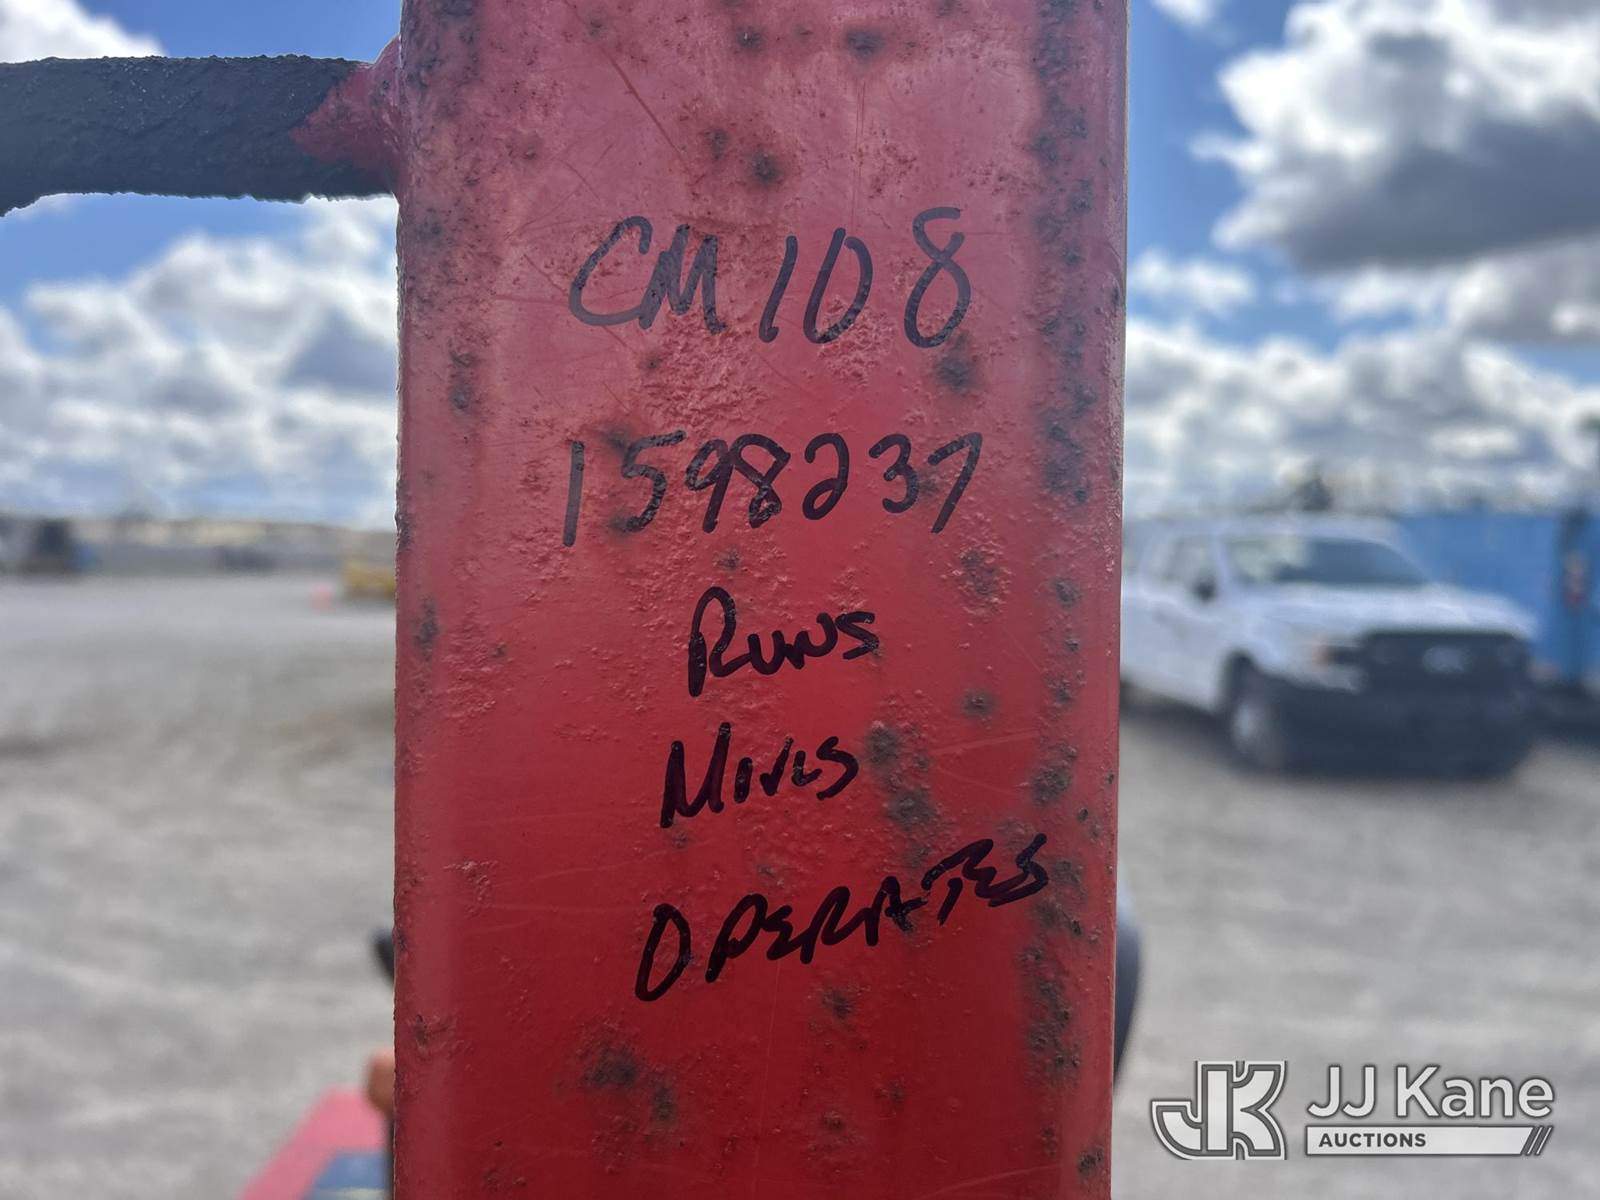 CM108
1598237
RUNS
MOVES
OPERATES
JJ Kane
AUCTIONS